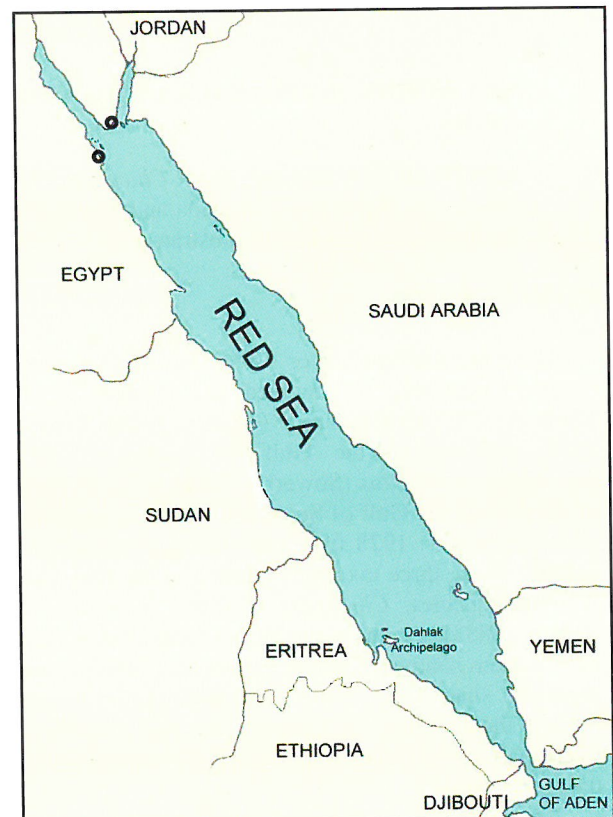 JORDAN
EGYPT
SAUDI ARABIA
RED SEA
SUDAN
Dahlak
Archipelago
ERITREA
YEMEN
ETHIOPIA
GULF
OF ADEN
DJIBOUTI